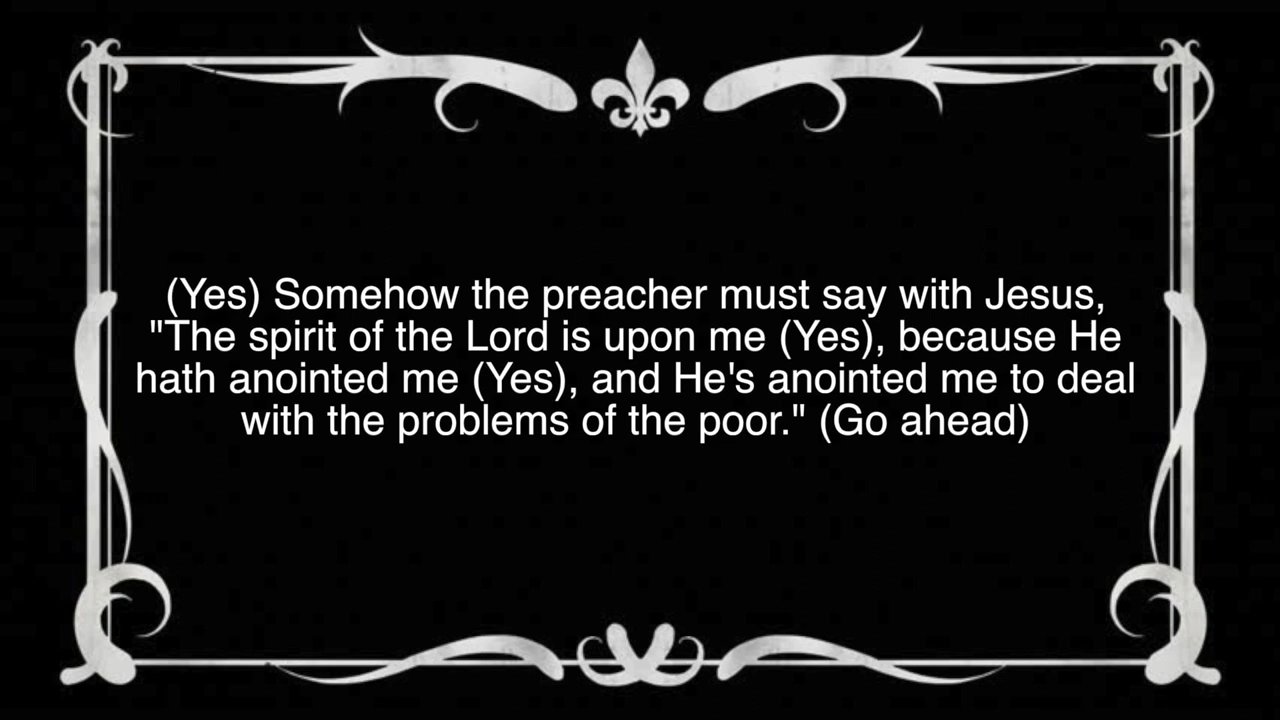 (Yes) Somehow the preacher must say with Jesus,
"The spirit of the Lord is upon me (Yes), because He
hath anointed me (Yes), and He's anointed me to deal
with the problems of the poor." (Go ahead)